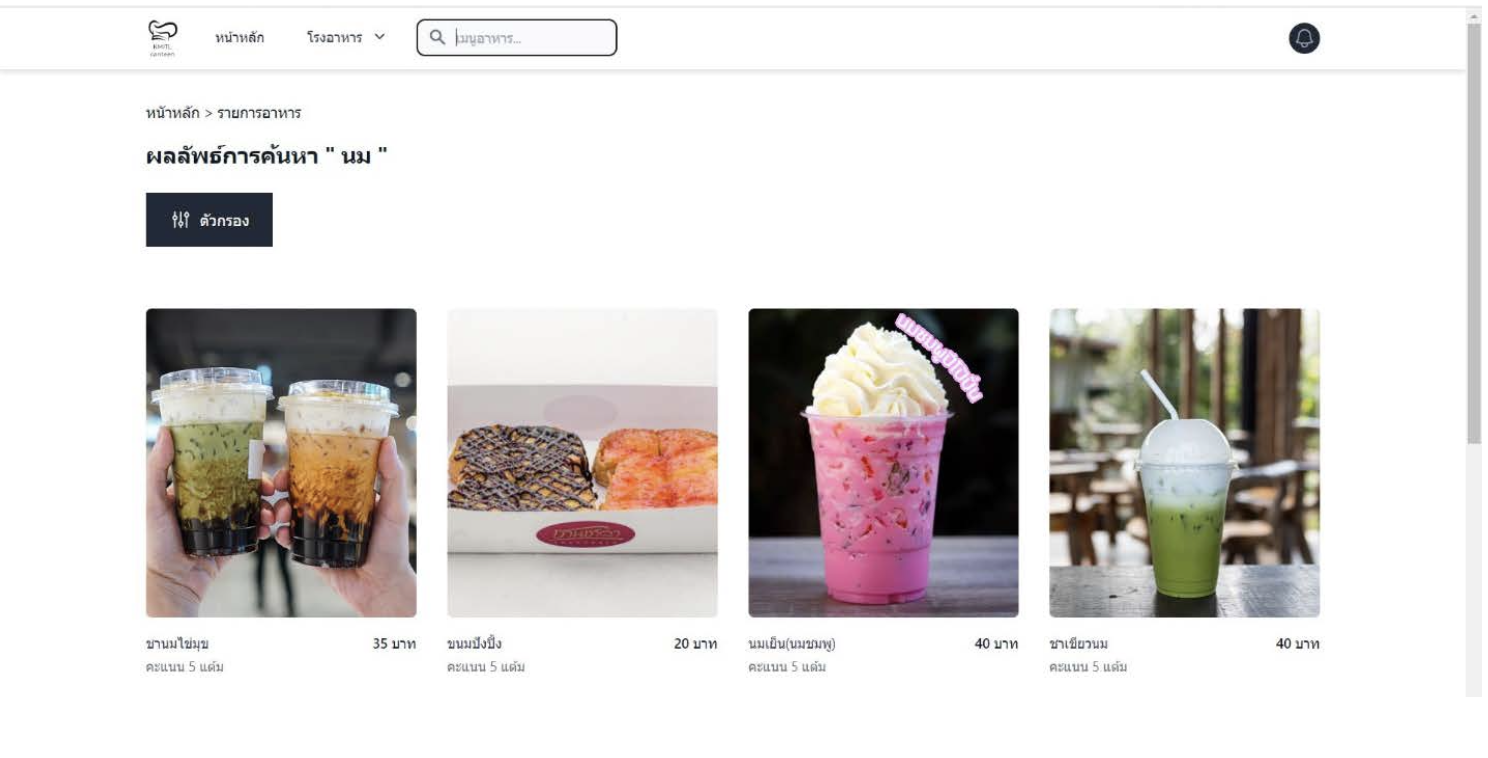 KMITL
canteen
หน้าหลัก
โรงอาหาร
เมนูอาหาร...
หน้าหลัก > รายการอาหาร
ผลลัพธ์การค้นหา " นม "
ตัวกรอง
นมชมพูปีโป้ปั่น
ชานมไข่มุข 35 บาท
คะแนน 5 แต้ม
ขนมปังปิ้ง 20 บาท
คะแนน 5 แต้ม
นมเย็น(นมชมพู) 40 บาท
คะแนน 5 แต้ม
ชาเขียวนม 40 บาท
คะแนน 5 แต้ม